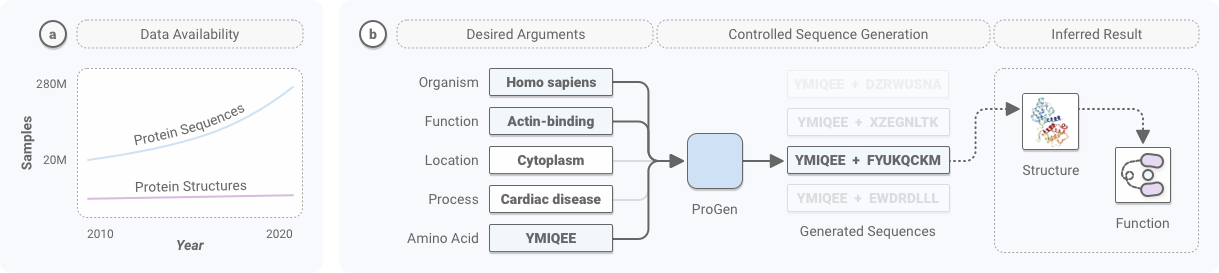 a
Data Availability
280M
20M
Samples
Protein Sequences
Protein Structures
2010
2020
Year
b
Desired Arguments
Controlled Sequence Generation
Inferred Result
Organism
Homo sapiens
Function
Actin-binding
Location
Cytoplasm
Process
Cardiac disease
Amino Acid
YMIQEE
ProGen
YMIQEE + DZRWUSNA
YMIQEE + XZEGNLTK
YMIQEE + FYUKQCKM
YMIQEE + EWDRDLLL
Generated Sequences
Structure
Function